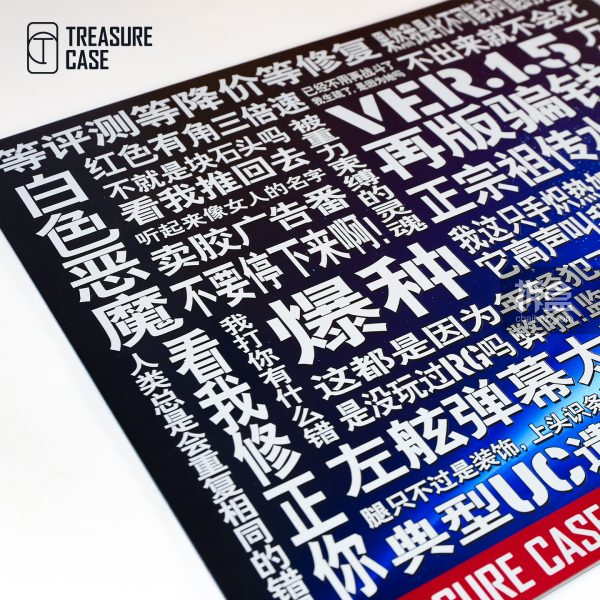 TREASURE
CASE
等评测等降价等修复
不出来就不会死
已经不用再战斗了
红色有角三倍速
VER.1.5万
不就是块石头吗
被重力束缚的灵魂
再版骗钱
看我推回去
听起来像女人的名字
正宗祖传
卖胶广告番
白色恶魔
不要停下来啊!
我这只手
它高声叫
爆种
我打你有什么错
这都是因为
看我修正你
是没玩过RG吗
人类总是会重复相同的错
左舷弹幕太
腿只不过是装饰,上头识条
典型UC遗
SURE CASE